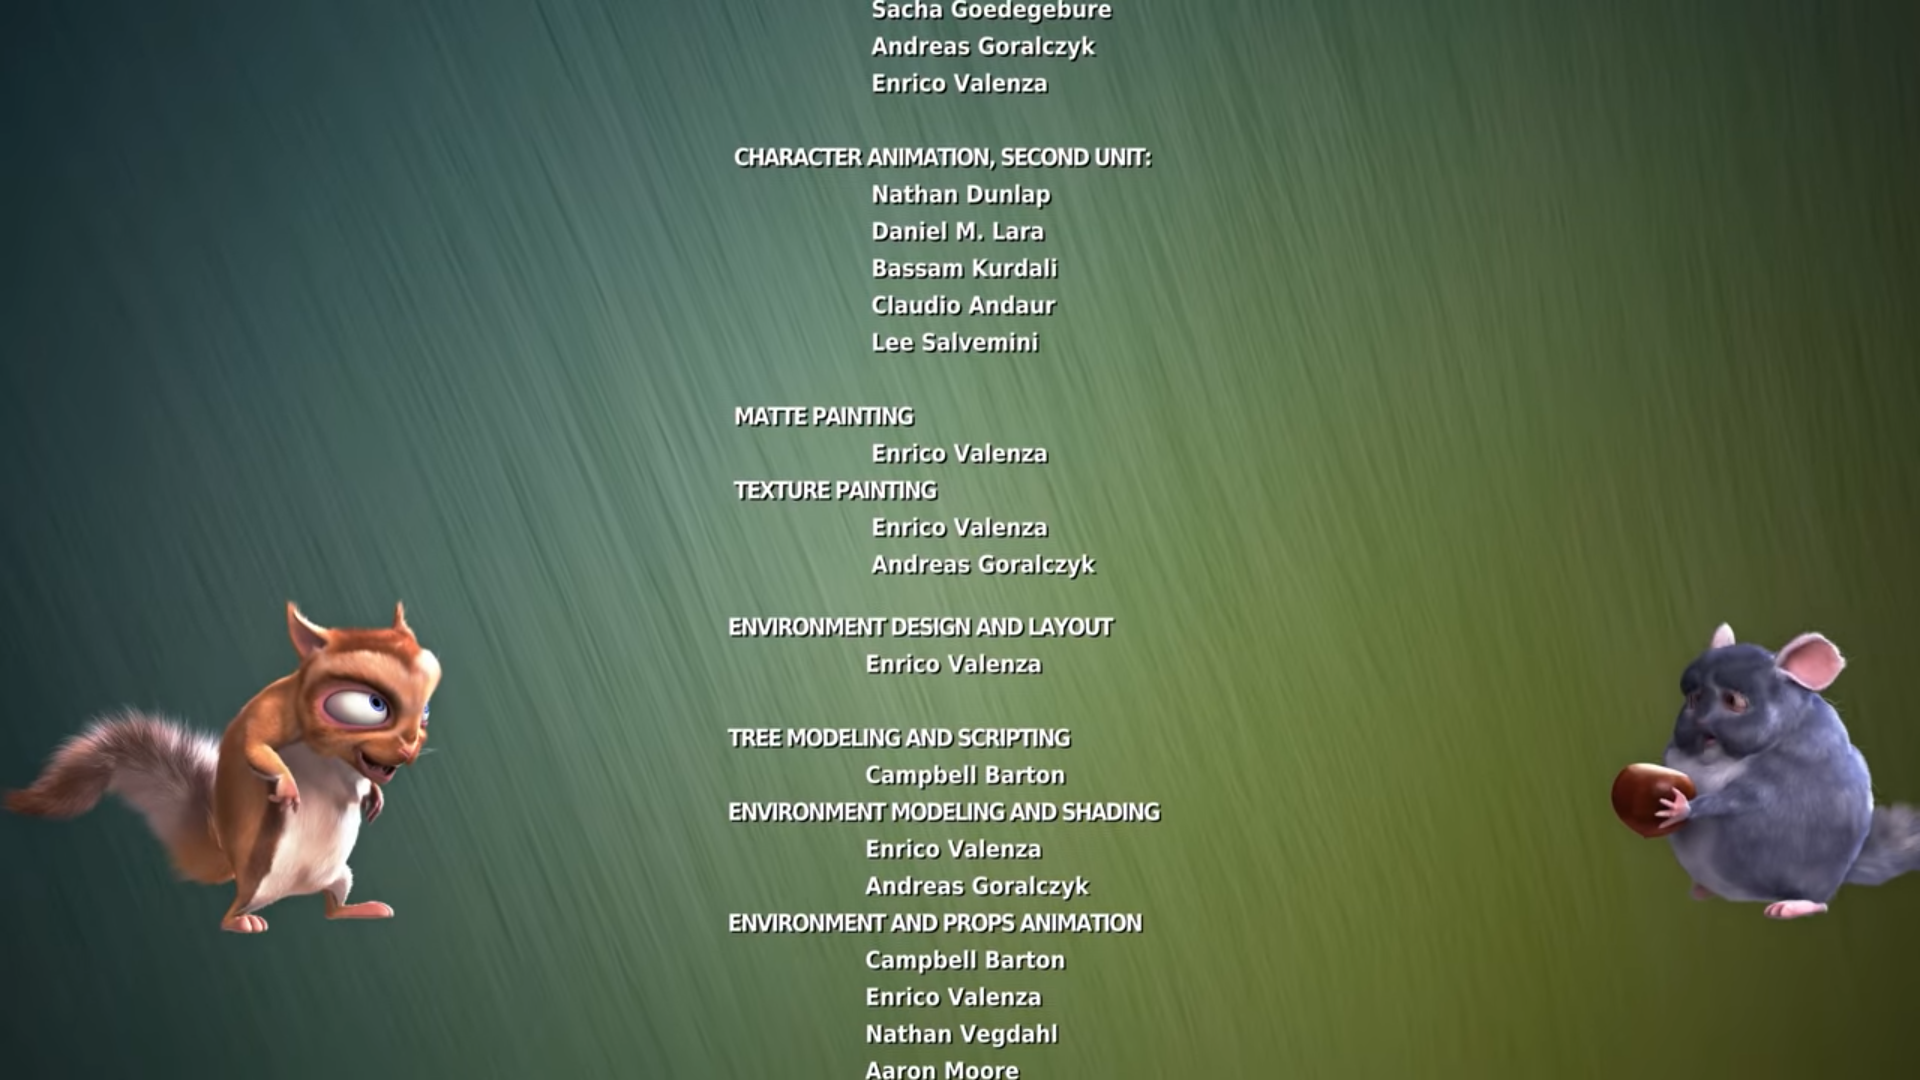 Sacha Goedegebure
Andreas Goralczyk
Enrico Valenza
CHARACTER ANIMATION, SECOND UNIT:
Nathan Dunlap
Daniel M. Lara
Bassam Kurdali
Claudio Andaur
Lee Salvemini
MATTE PAINTING
Enrico Valenza
TEXTURE PAINTING
Enrico Valenza
Andreas Goralczyk
ENVIRONMENT DESIGN AND LAYOUT
Enrico Valenza
TREE MODELING AND SCRIPTING
Campbell Barton
ENVIRONMENT MODELING AND SHADING
Enrico Valenza
Andreas Goralczyk
ENVIRONMENT AND PROPS ANIMATION
Campbell Barton
Enrico Valenza
Nathan Vegdahl
Aaron Moore